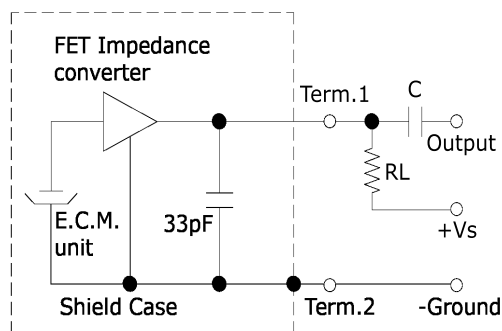 FET Impedance
converter
Term.1
C
Output
RL
E.C.M.
unit
33pF
+Vs
Shield Case
Term.2
-Ground